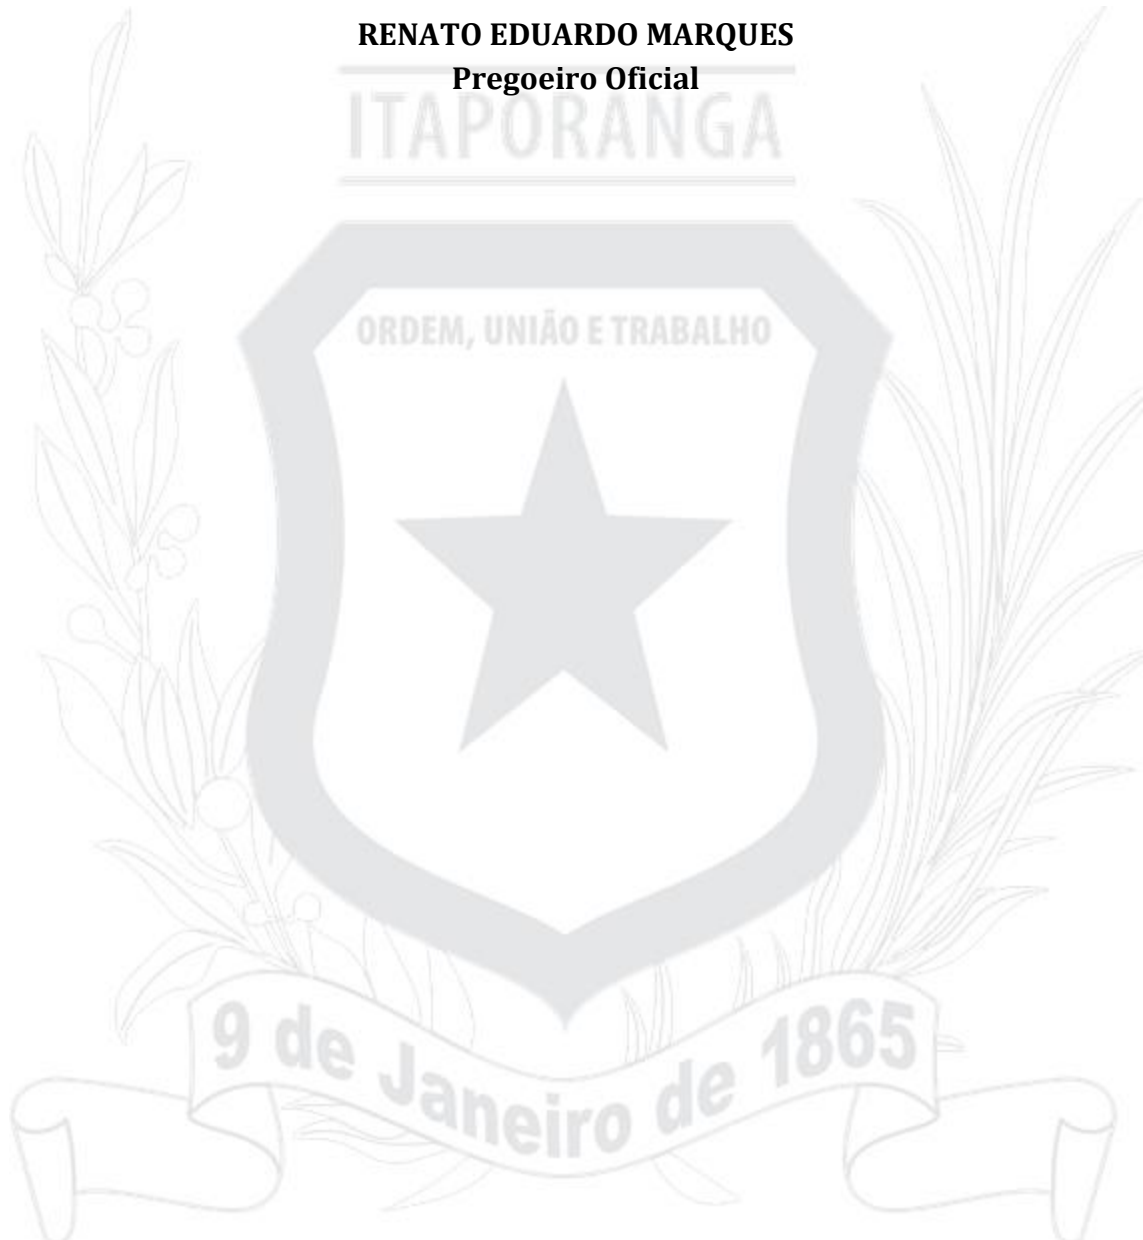 RENATO EDUARDO MARQUES
Pregoeiro Oficial
ITAPORANGA
ORDEM, UNIÃO E TRABALHO
9 de Janeiro de 1865